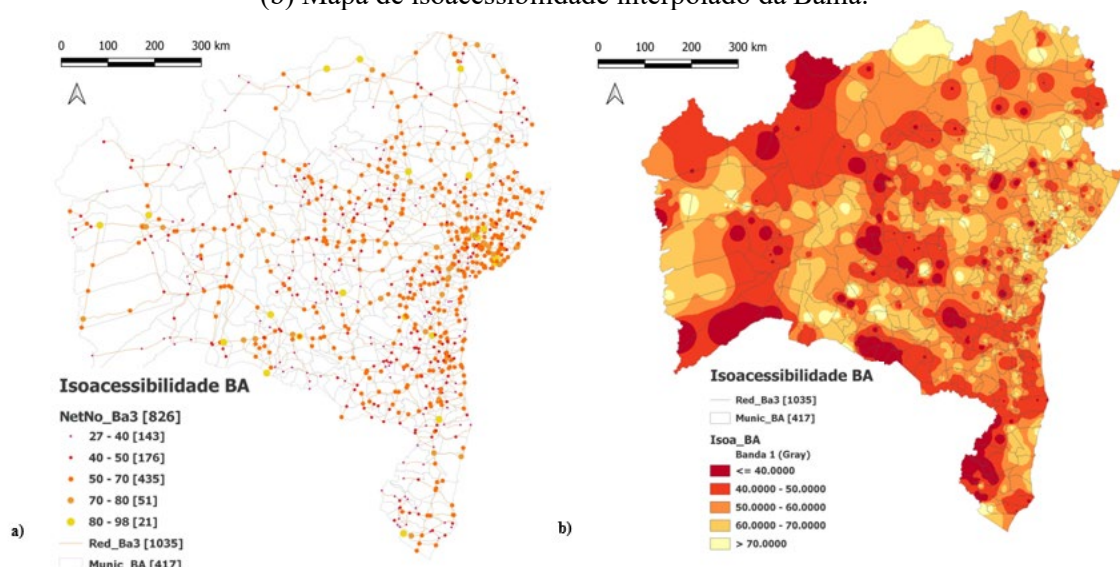 (b) Mapa de isoacessibilidade interpolado da Bahia.
0 100 200 300 km
Isoacessibilidade BA
NetNo_Ba3 [826]
27 - 40 [143]
40 - 50 [176]
50 - 70 [435]
70 - 80 [51]
80 - 98 [21]
Red_Ba3 [1035]
Munic_BA [417]
a)
0 100 200 300 km
Isoacessibilidade BA
Red_Ba3 [1035]
Munic_BA [417]
Isoa_BA
Banda 1 (Gray)
<= 40.0000
40.0000 - 50.0000
50.0000 - 60.0000
60.0000 - 70.0000
> 70.0000
b)